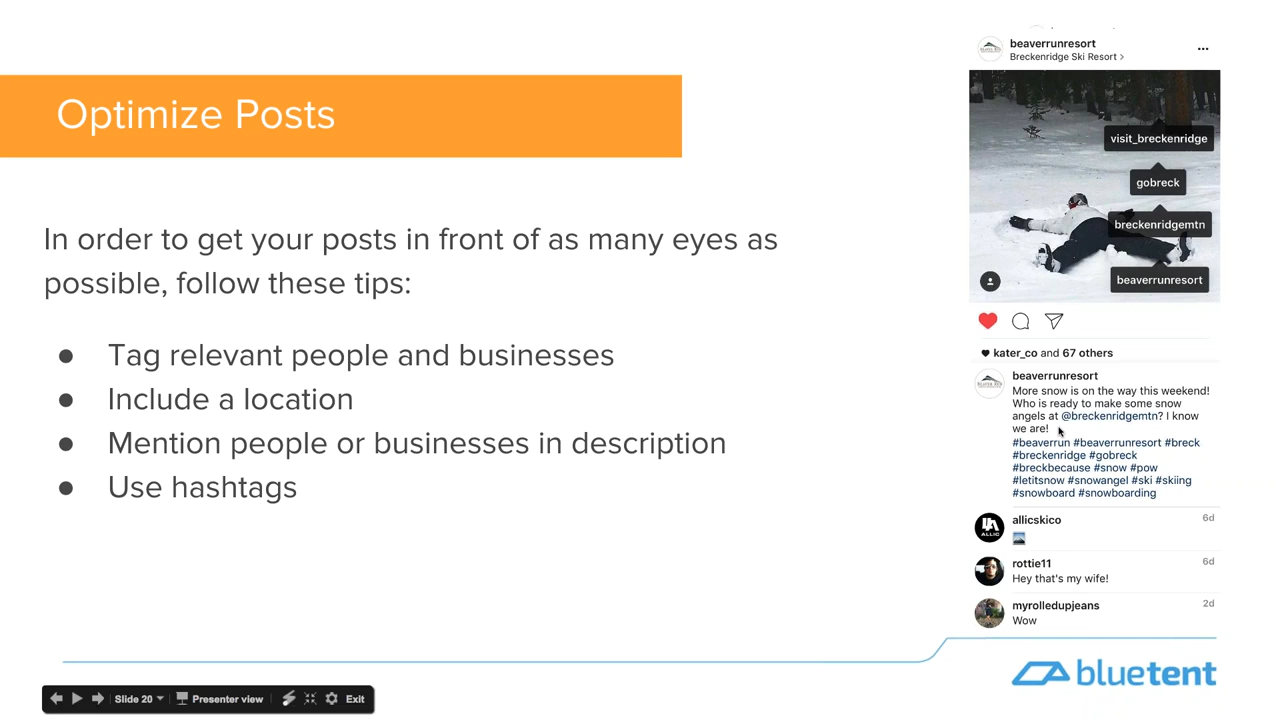 Optimize Posts
In order to get your posts in front of as many eyes as
possible, follow these tips:
● Tag relevant people and businesses
● Include a location
● Mention people or businesses in description
● Use hashtags
beaverrunresort
Breckenridge Ski Resort >
visit_breckenridge
gobreck
breckenridgemtn
beaverrunresort
kater_co and 67 others
beaverrunresort
More snow is on the way this weekend!
Who is ready to make some snow
angels at @breckenridgemtn? I know
we are!
#beaverrun #beaverrunresort #breck
#breckenridge #gobreck
#breckbecause #snow #pow
#letitsnow #snowangel #ski #skiing
#snowboard #snowboarding
allicskico 6d
ALLIC
rottie11 6d
Hey that's my wife!
myrolledupjeans 2d
Wow
bluetent
Slide 20 Presenter view Exit